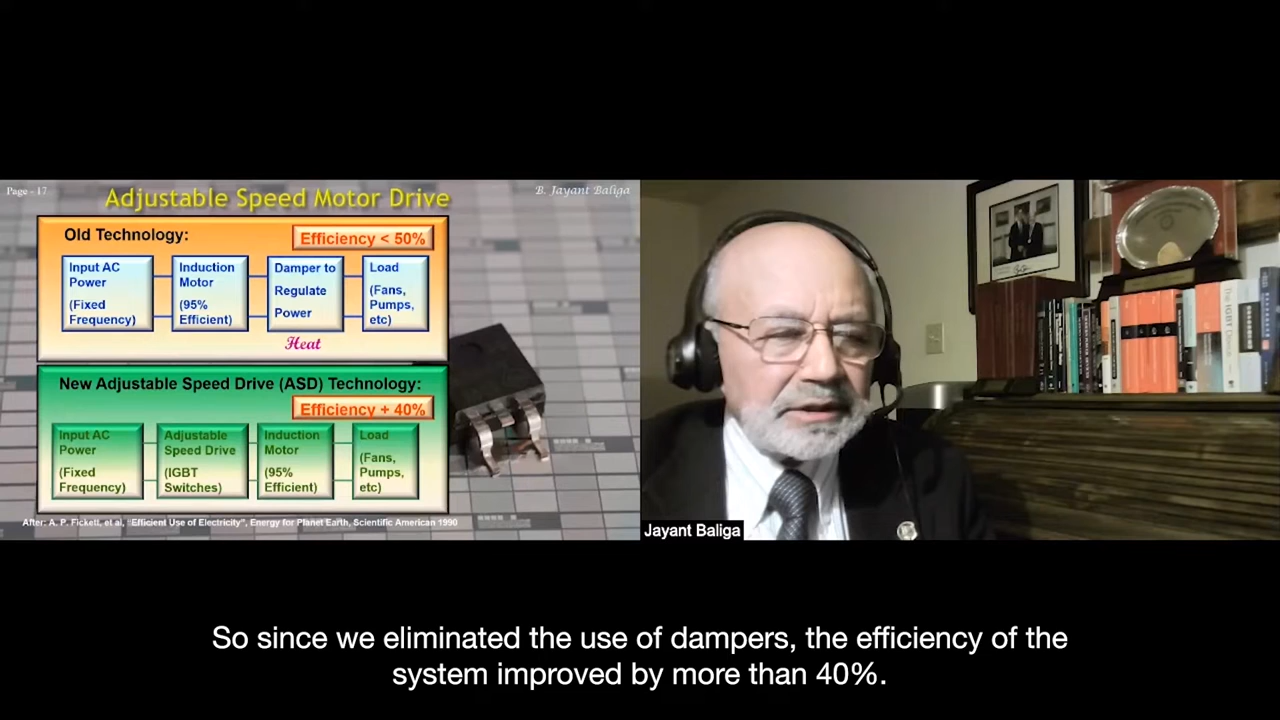 Page - 17
Adjustable Speed Motor Drive
B. Jayant Baliga
Old Technology:
Efficiency < 50%
Input AC
Power
(Fixed
Frequency)
Induction
Motor
(95%
Efficient)
Damper to
Regulate
Power
Load
(Fans,
Pumps,
etc)
Heat
New Adjustable Speed Drive (ASD) Technology:
Efficiency + 40%
Input AC
Power
(Fixed
Frequency)
Adjustable
Speed Drive
(IGBT
Switches)
Induction
Motor
(95%
Efficient)
Load
(Fans,
Pumps,
etc)
After: A. P. Fickett, et al, "Efficient Use of Electricity", Energy for Planet Earth, Scientific American 1990
The IGBT
Jayant Baliga
So since we eliminated the use of dampers, the efficiency of the
system improved by more than 40%.